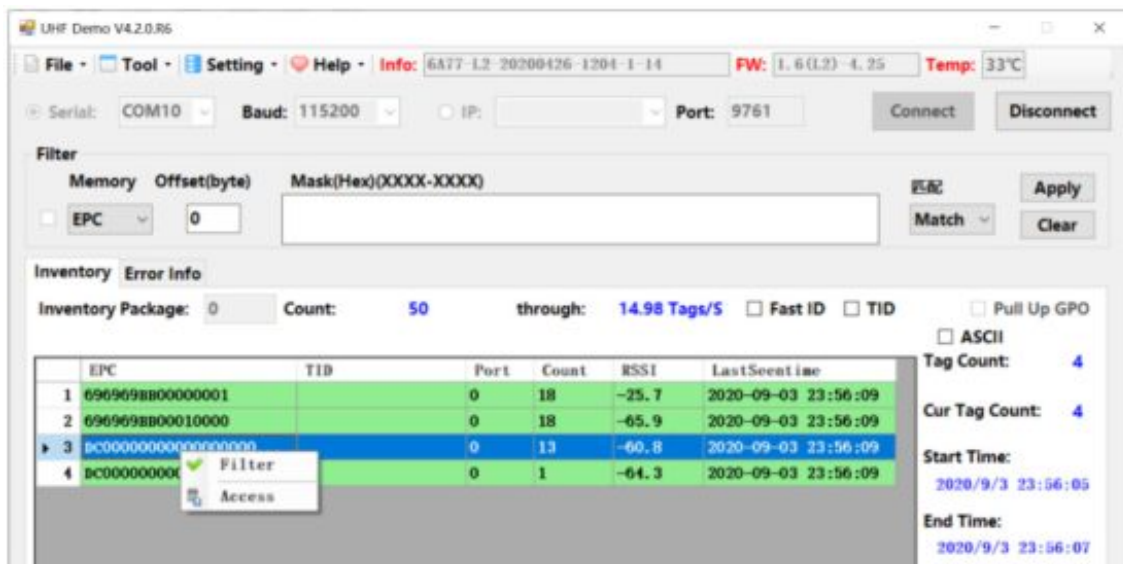 UHF Demo V4.2.0.R6
File Tool Setting Help Info: 6A77-L2-20200426-1204-1-14 FW: 1.6(L2)-4.25 Temp: 33℃
Serial: COM10 Baud: 115200 IP: Port: 9761 Connect Disconnect
Filter
Memory Offset(byte) Mask(Hex)(XXXX-XXXX) 匹配 Apply
EPC 0 Match Clear
Inventory Error Info
Inventory Package: 0 Count: 50 through: 14.98 Tags/S Fast ID TID Pull Up GPO
ASCII
EPC TID Port Count RSSI LastSeentime Tag Count: 4
1 696969BB00000001 0 18 -25.7 2020-09-03 23:56:09
2 696969BB00010000 0 18 -65.9 2020-09-03 23:56:09 Cur Tag Count: 4
3 0 13 -60.8 2020-09-03 23:56:09
Filter Start Time:
4 0 1 -64.3 2020-09-03 23:56:09 2020/9/3 23:56:05
Access
End Time:
2020/9/3 23:56:07